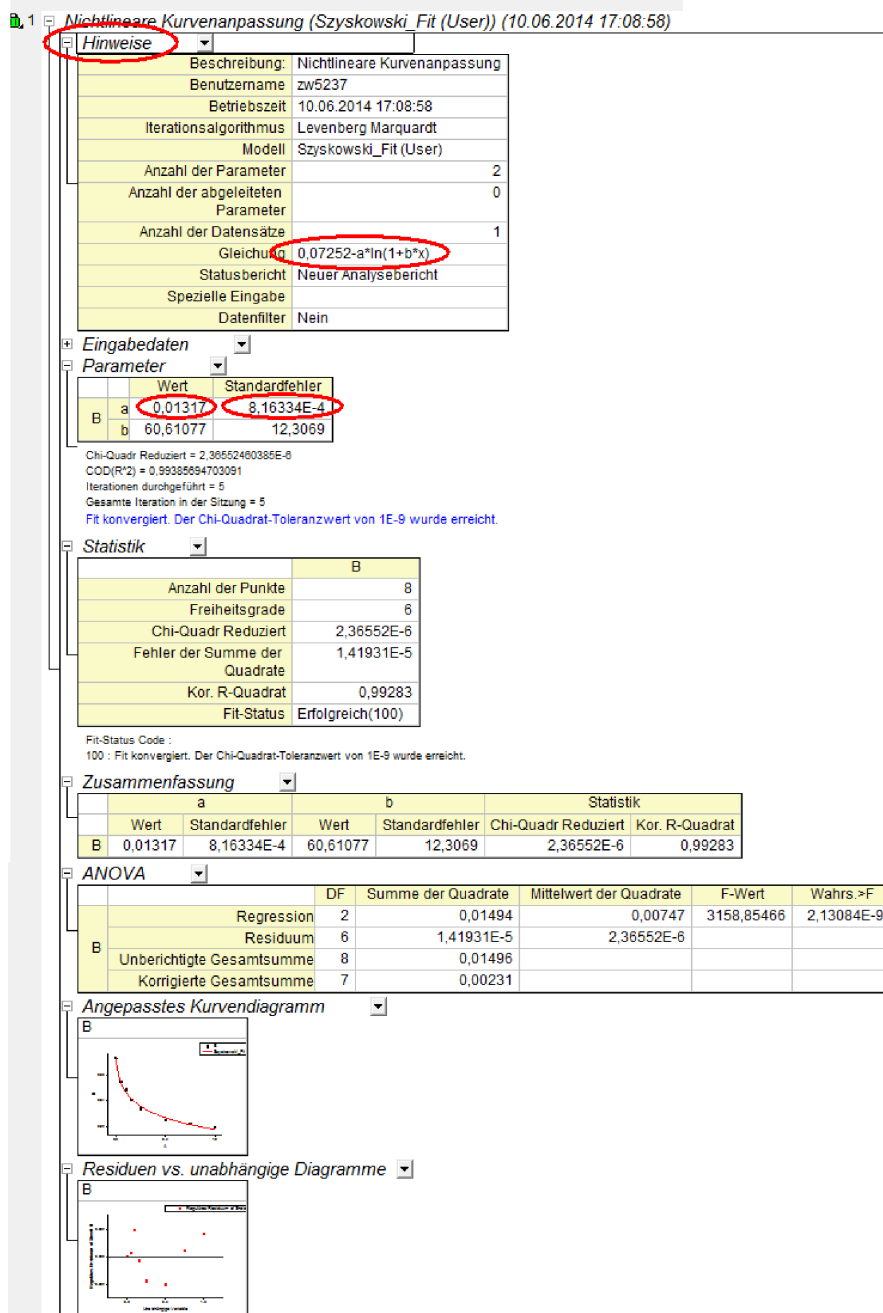 1 Nichtlineare Kurvenanpassung (Szyskowski_Fit (User)) (10.06.2014 17:08:58)
Hinweise
Beschreibung: Nichtlineare Kurvenanpassung
Benutzername zw5237
Betriebszeit 10.06.2014 17:08:58
Iterationsalgorithmus Levenberg Marquardt
Modell Szyskowski_Fit (User)
Anzahl der Parameter 2
Anzahl der abgeleiteten Parameter 0
Anzahl der Datensätze 1
Gleichung 0,07252-a*ln(1+b*x)
Statusbericht Neuer Analysebericht
Spezielle Eingabe
Datenfilter Nein
Eingabedaten
Parameter
Wert Standardfehler
B a 0,01317 8,16334E-4
b 60,61077 12,3069
Chi-Quadr Reduziert = 2,36552460385E-6
COD(R^2) = 0,99385694703091
Iterationen durchgeführt = 5
Gesamte Iteration in der Sitzung = 5
Fit konvergiert. Der Chi-Quadrat-Toleranzwert von 1E-9 wurde erreicht.
Statistik
B
Anzahl der Punkte 8
Freiheitsgrade 6
Chi-Quadr Reduziert 2,36552E-6
Fehler der Summe der Quadrate 1,41931E-5
Kor. R-Quadrat 0,99283
Fit-Status Erfolgreich(100)
Fit-Status Code :
100 : Fit konvergiert. Der Chi-Quadrat-Toleranzwert von 1E-9 wurde erreicht.
Zusammenfassung
a b Statistik
Wert Standardfehler Wert Standardfehler Chi-Quadr Reduziert Kor. R-Quadrat
B 0,01317 8,16334E-4 60,61077 12,3069 2,36552E-6 0,99283
ANOVA
DF Summe der Quadrate Mittelwert der Quadrate F-Wert Wahrs.>F
B Regression 2 0,01494 0,00747 3158,85466 2,13084E-9
Residuum 6 1,41931E-5 2,36552E-6
Unberichtigte Gesamtsumme 8 0,01496
Korrigierte Gesamtsumme 7 0,00231
Angepasstes Kurvendiagramm
B
Residuen vs. unabhängige Diagramme
B